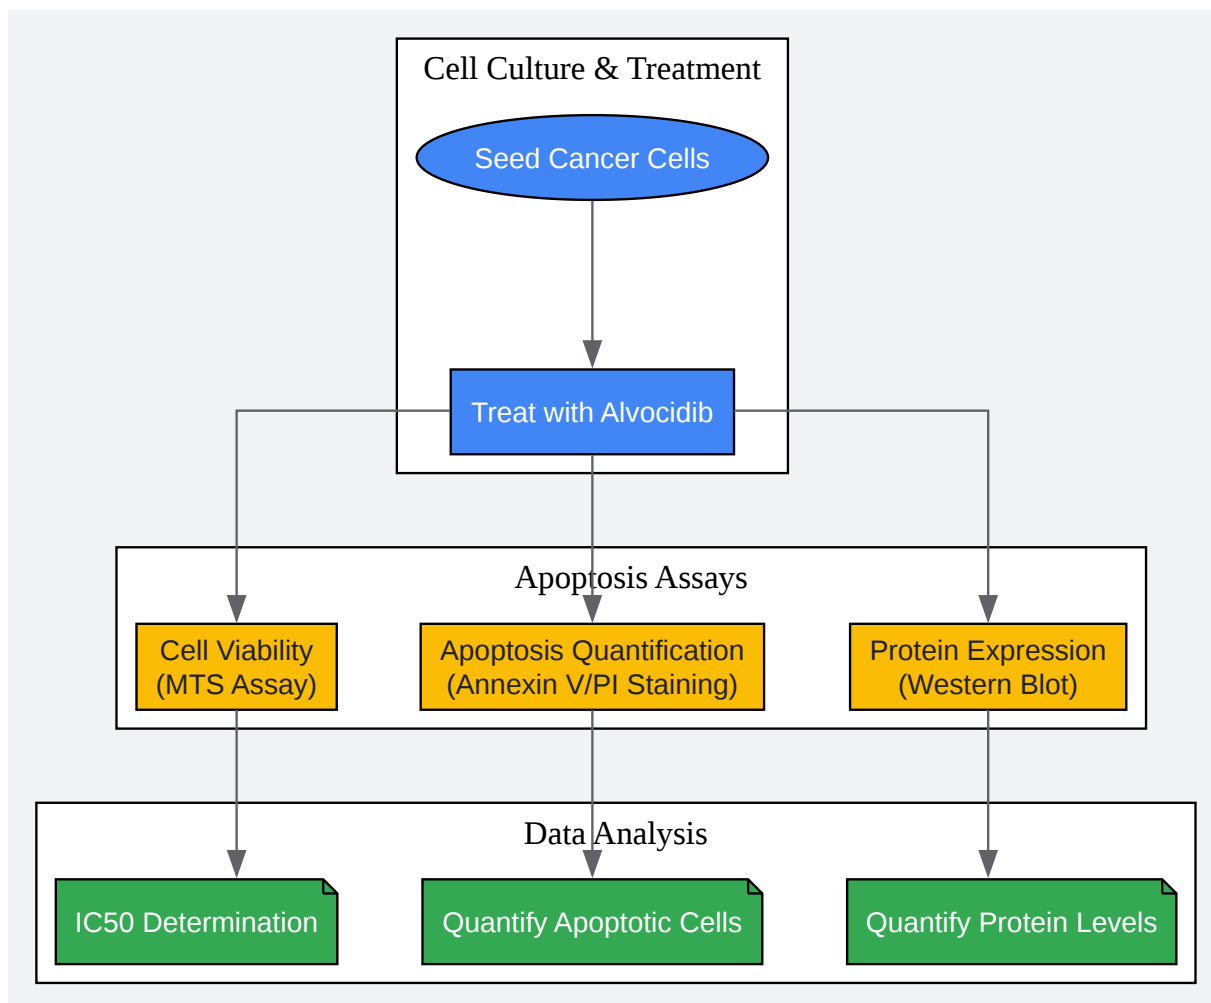 Cell Culture & Treatment
Seed Cancer Cells
Treat with Alvocidib
Apoptosis Assays
Cell Viability
(MTS Assay)
Apoptosis Quantification
(Annexin V/PI Staining)
Protein Expression
(Western Blot)
Data Analysis
IC50 Determination
Quantify Apoptotic Cells
Quantify Protein Levels